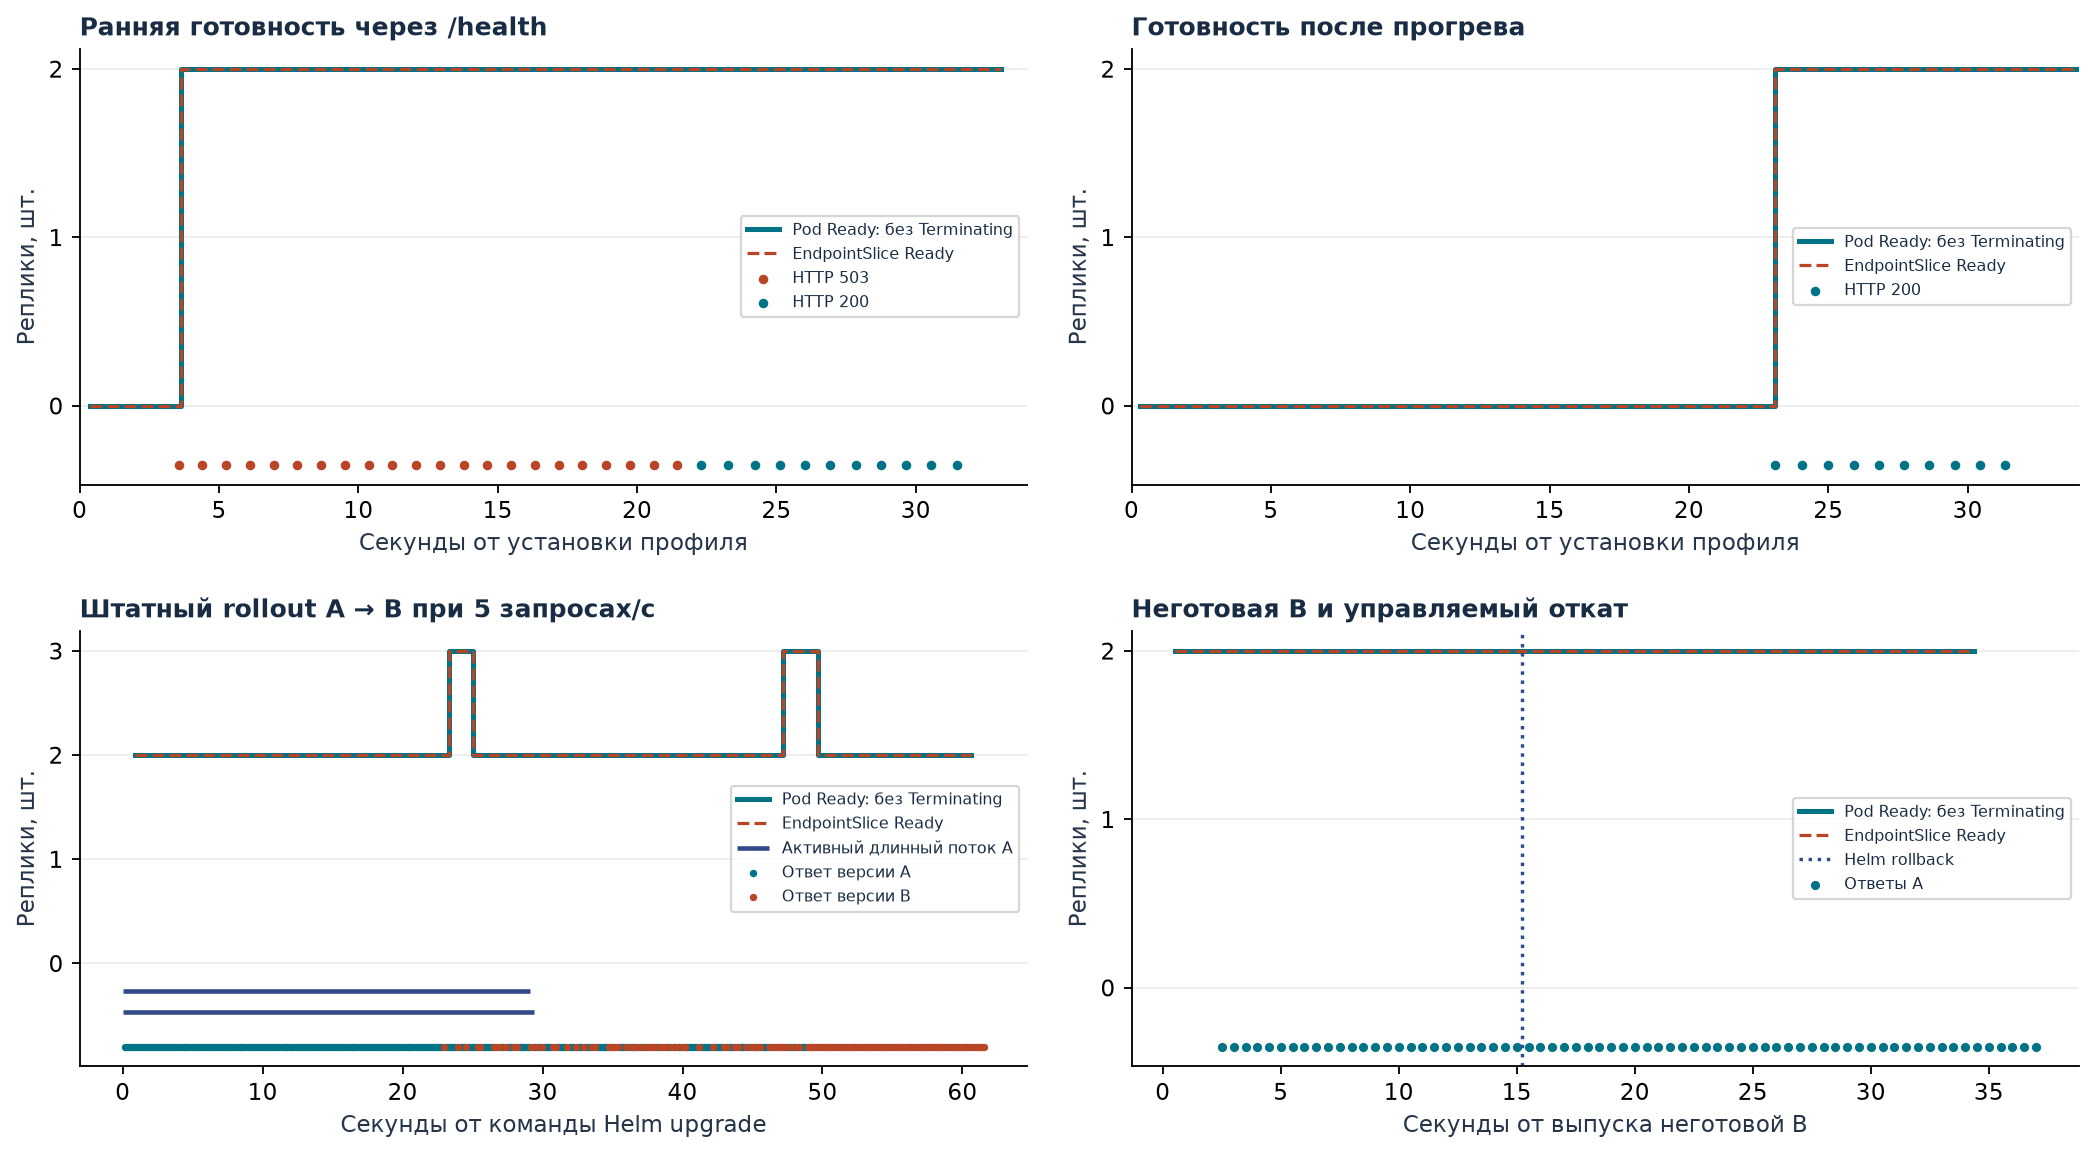 Ранняя готовность через /health
2
1
0
Реплики, шт.
Pod Ready: без Terminating
EndpointSlice Ready
HTTP 503
HTTP 200
0 5 10 15 20 25 30
Секунды от установки профиля
Готовность после прогрева
2
1
0
Реплики, шт.
Pod Ready: без Terminating
EndpointSlice Ready
HTTP 200
0 5 10 15 20 25 30
Секунды от установки профиля
Штатный rollout A → B при 5 запросах/с
3
2
1
0
Реплики, шт.
Pod Ready: без Terminating
EndpointSlice Ready
Активный длинный поток A
Ответ версии A
Ответ версии B
0 10 20 30 40 50 60
Секунды от команды Helm upgrade
Неготовая B и управляемый откат
2
1
0
Реплики, шт.
Pod Ready: без Terminating
EndpointSlice Ready
Helm rollback
Ответы A
0 5 10 15 20 25 30 35
Секунды от выпуска неготовой B